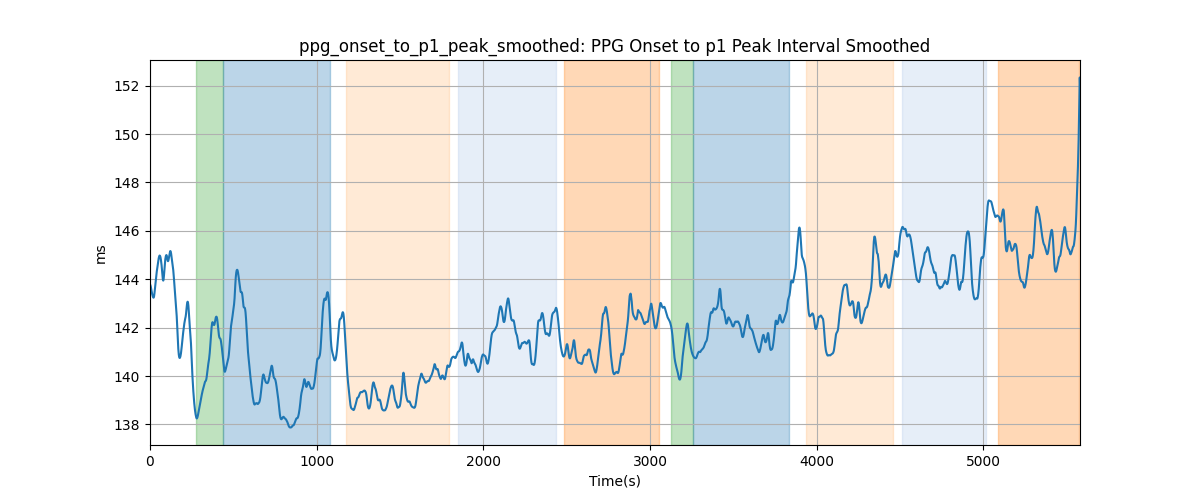 ppg_onset_to_p1_peak_smoothed: PPG Onset to p1 Peak Interval Smoothed
152
150
148
146
144
142
140
138
ms
0 1000 2000 3000 4000 5000
Time(s)